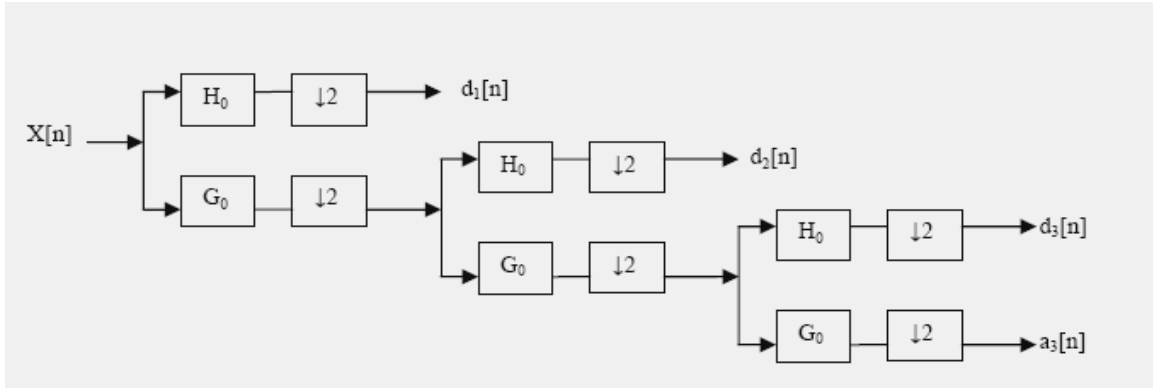 H₀ ↓2 d₁[n]
X[n]
H₀ ↓2 d₂[n]
G₀ ↓2
H₀ ↓2 d₃[n]
G₀ ↓2
G₀ ↓2 a₃[n]